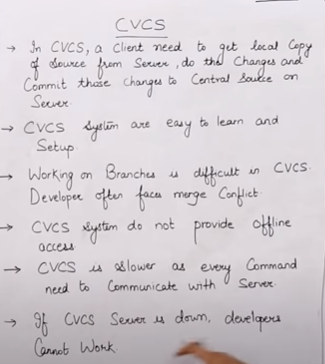 CVCS
→ In CVCS, a Client need to get local Copy
of Source from Server, do the Changes and
Commit those changes to Central Source on
Server
→ CVCS System are easy to learn and
Setup.
→ Working on Branches is difficult in CVCS.
Developer often faces merge Conflict.
→ CVCS System do not provide offline
access
→ CVCS is slower as every Command
need to Communicate with Server.
→ If CVCS Server is down, developers
Cannot Work.